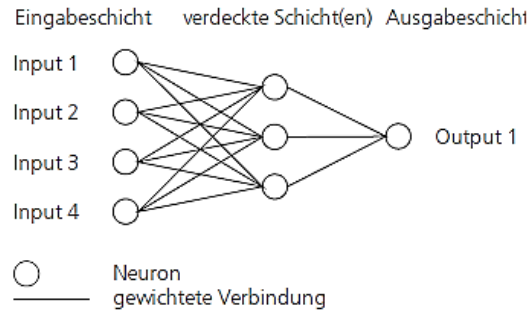 Eingabeschicht verdeckte Schicht(en) Ausgabeschicht
Input 1
Input 2
Input 3
Input 4
Output 1
Neuron
gewichtete Verbindung